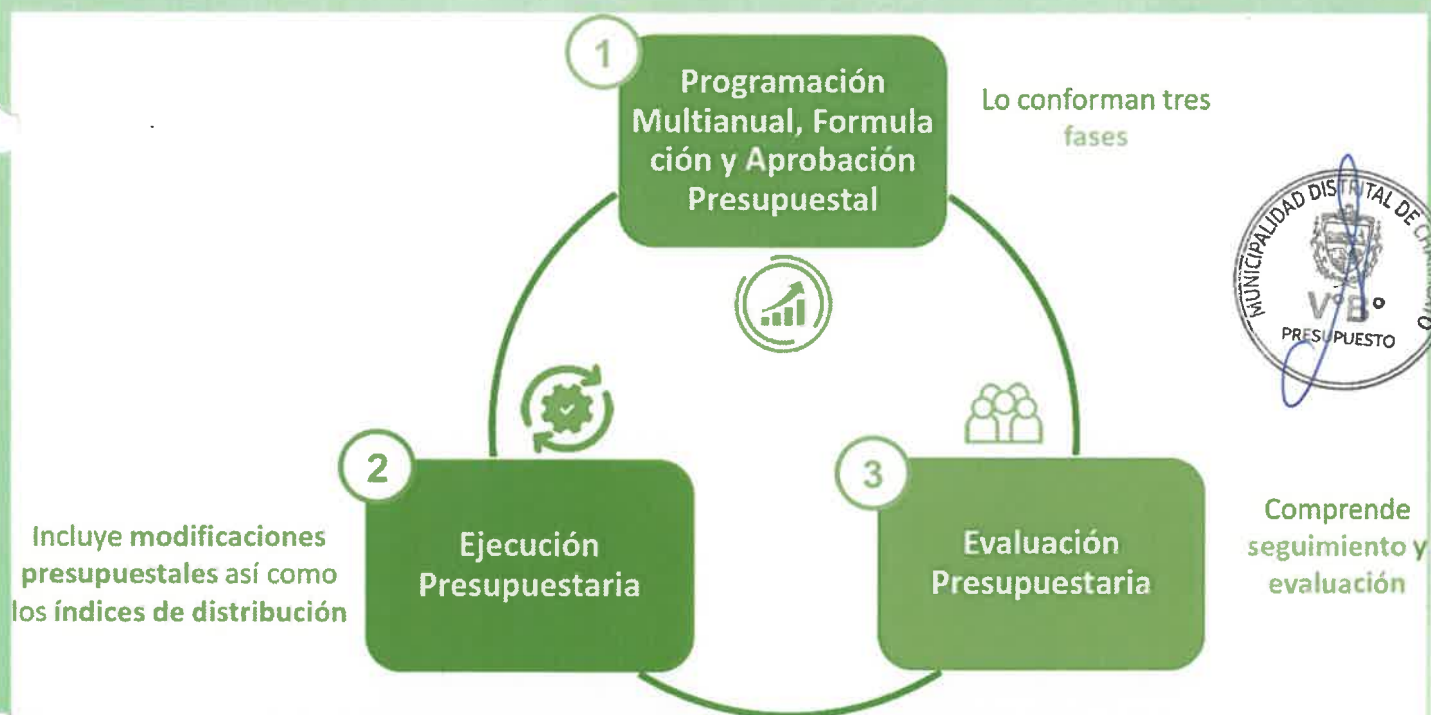 1
Programación
Multianual, Formula
ción y Aprobación
Presupuestal
Lo conforman tres
fases
MUNICIPALIDAD DISTRITAL DE
V°B°
PRESUPUESTO
2
Ejecución
Presupuestaria
Incluye modificaciones
presupuestales así como
los índices de distribución
3
Evaluación
Presupuestaria
Comprende
seguimiento y
evaluación